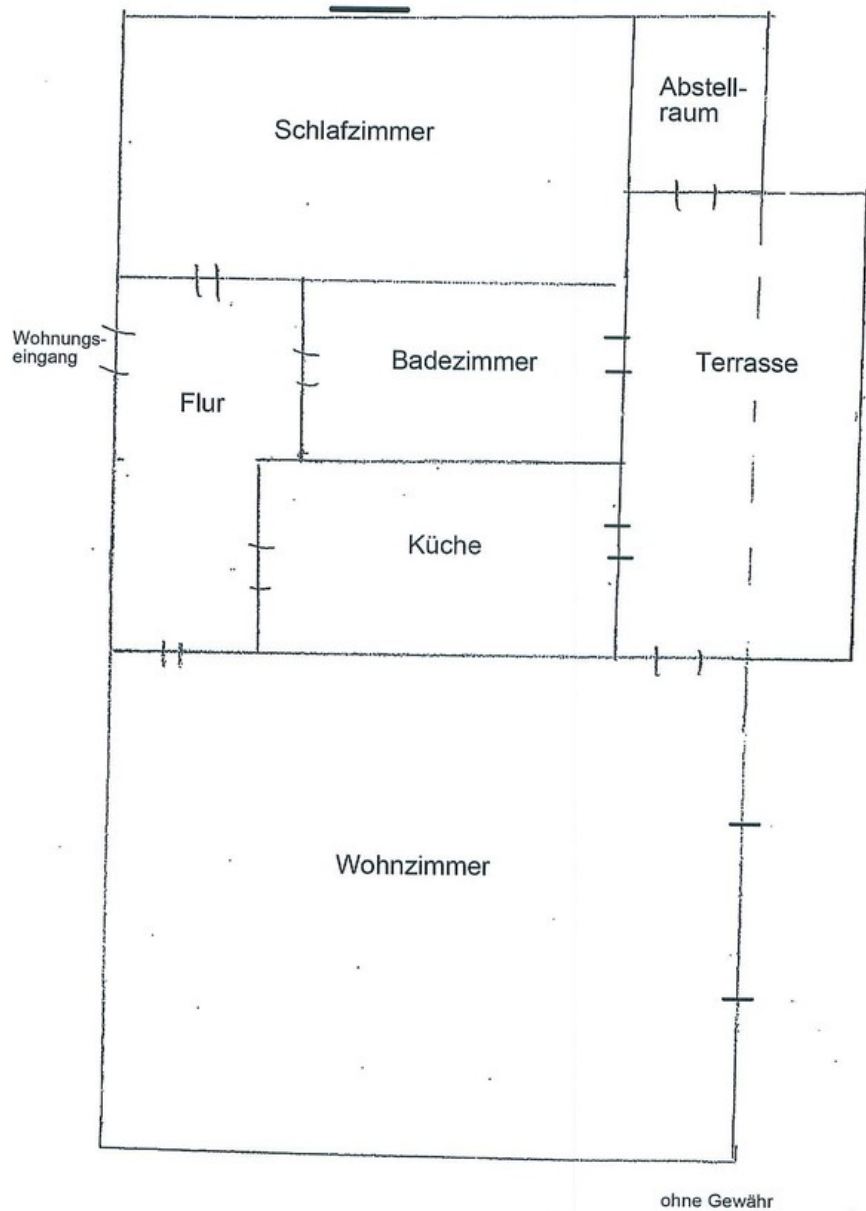 Schlafzimmer
Abstell-
raum
Wohnungs-
eingang
Flur
Badezimmer
Terrasse
Küche
Wohnzimmer
ohne Gewähr